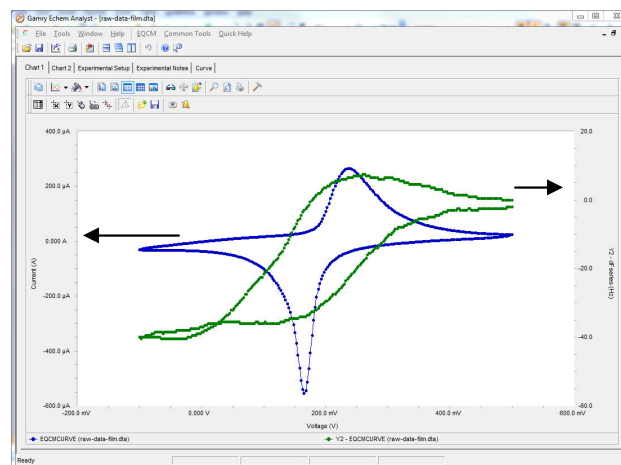 Gamry Echem Analyst - [raw-data-film.dta]
File Tools Window Help EQCM Common Tools Quick Help
Chart 1 Chart 2 Experimental Setup Experimental Notes Curve
400.0 µA
200.0 µA
0.000 A
-200.0 µA
-400.0 µA
-600.0 µA
Current (A)
20.0
0.0
-20.0
-40.0
-60.0
Y2 - dF series (Hz)
-200.0 mV 0.000 V 200.0 mV 400.0 mV 600.0 mV
Voltage (V)
EQCMCURVE (raw-data-film.dta) Y2 - EQCMCURVE (raw-data-film.dta)
Ready